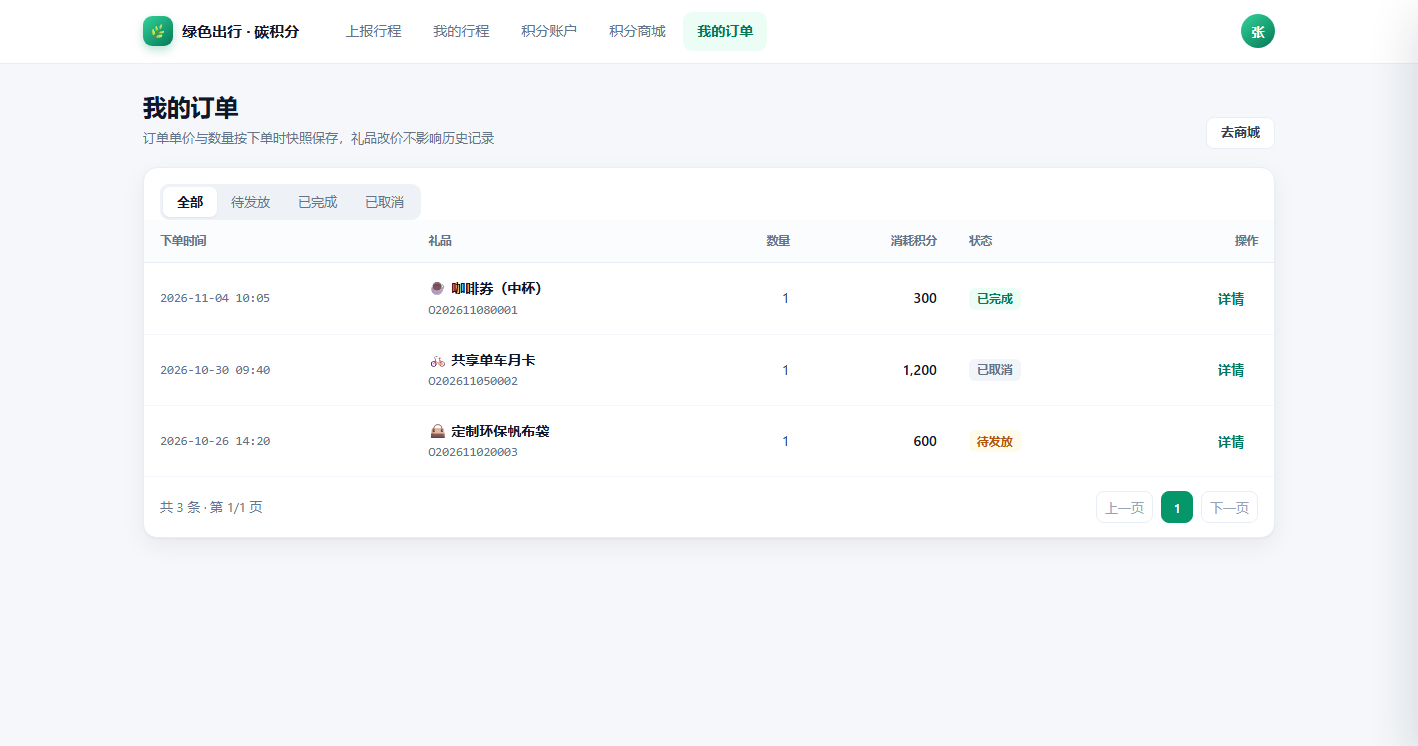 绿色出行 · 碳积分 上报行程 我的行程 积分账户 积分商城 我的订单 张
我的订单
订单单价与数量按下单时快照保存，礼品改价不影响历史记录
去商城
全部 待发放 已完成 已取消
下单时间 礼品 数量 消耗积分 状态 操作
2026-11-04 10:05 咖啡券（中杯） 1 300 已完成 详情
O202611080001
2026-10-30 09:40 共享单车月卡 1 1,200 已取消 详情
O202611050002
2026-10-26 14:20 定制环保帆布袋 1 600 待发放 详情
O202611020003
共 3 条 · 第 1/1 页 上一页 1 下一页